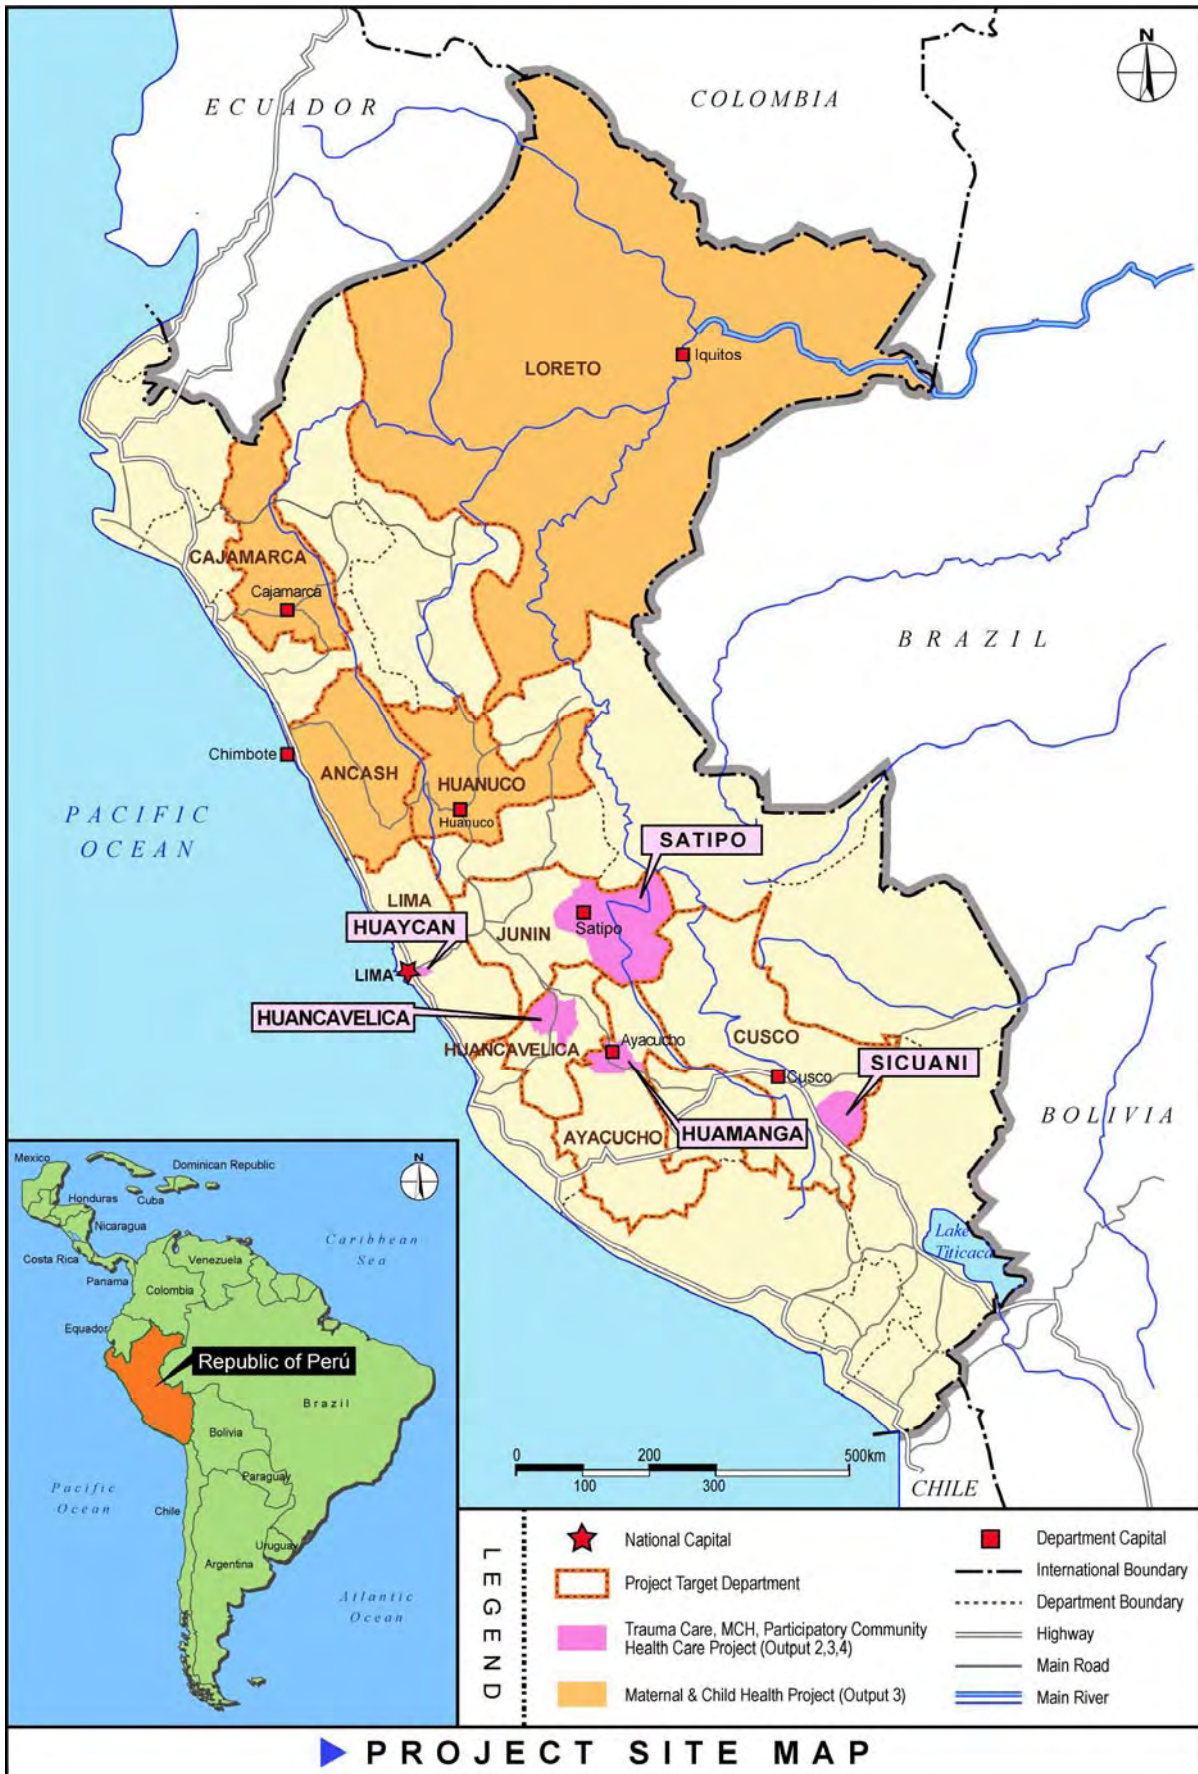 N
ECUADOR
COLOMBIA
LORETO
Iquitos
CAJAMARCA
Cajamarca
BRAZIL
Chimbote
ANCASH
HUANUCO
Huanuco
PACIFIC
OCEAN
SATIPO
LIMA
HUAYCAN
JUNIN
Satipo
LIMA
HUANCAVELICA
HUANCAVELICA
Ayacucho
CUSCO
Cusco
SICUANI
HUAMANGA
AYACUCHO
BOLIVIA
Lake
Titicaca
CHILE
0
200
500km
100
300
N
Mexico
Dominican Republic
Honduras
Cuba
Nicaragua
Caribbean
Sea
Costa Rica
Panama
Venezuela
Colombia
Equador
Republic of Perú
Brazil
Bolivia
Pacific
Ocean
Paraguay
Chile
Uruguay
Argentina
Atlantic
Ocean
LEGEND
National Capital
Project Target Department
Trauma Care, MCH, Participatory Community
Health Care Project (Output 2,3,4)
Maternal & Child Health Project (Output 3)
Department Capital
International Boundary
Department Boundary
Highway
Main Road
Main River
PROJECT SITE MAP